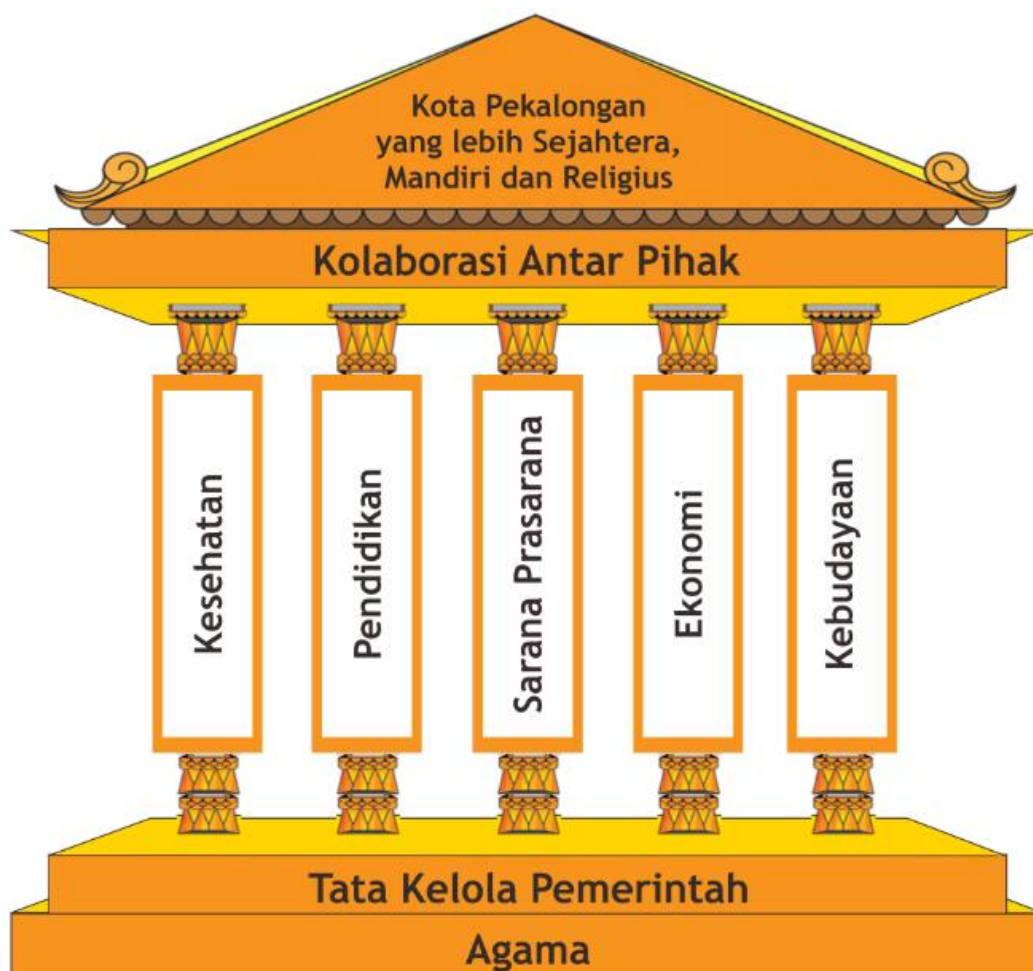 Kota Pekalongan
yang lebih Sejahtera,
Mandiri dan Religius
Kolaborasi Antar Pihak
Kesehatan
Pendidikan
Sarana Prasarana
Ekonomi
Kebudayaan
Tata Kelola Pemerintah
Agama